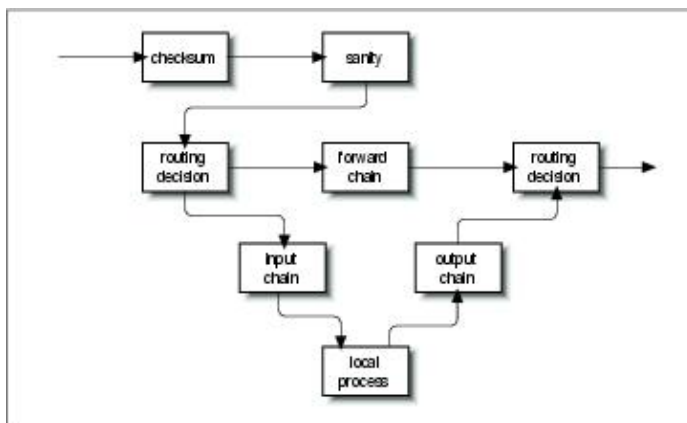 checksum
sanity
routing
decision
forward
chain
routing
decision
input
chain
output
chain
local
process